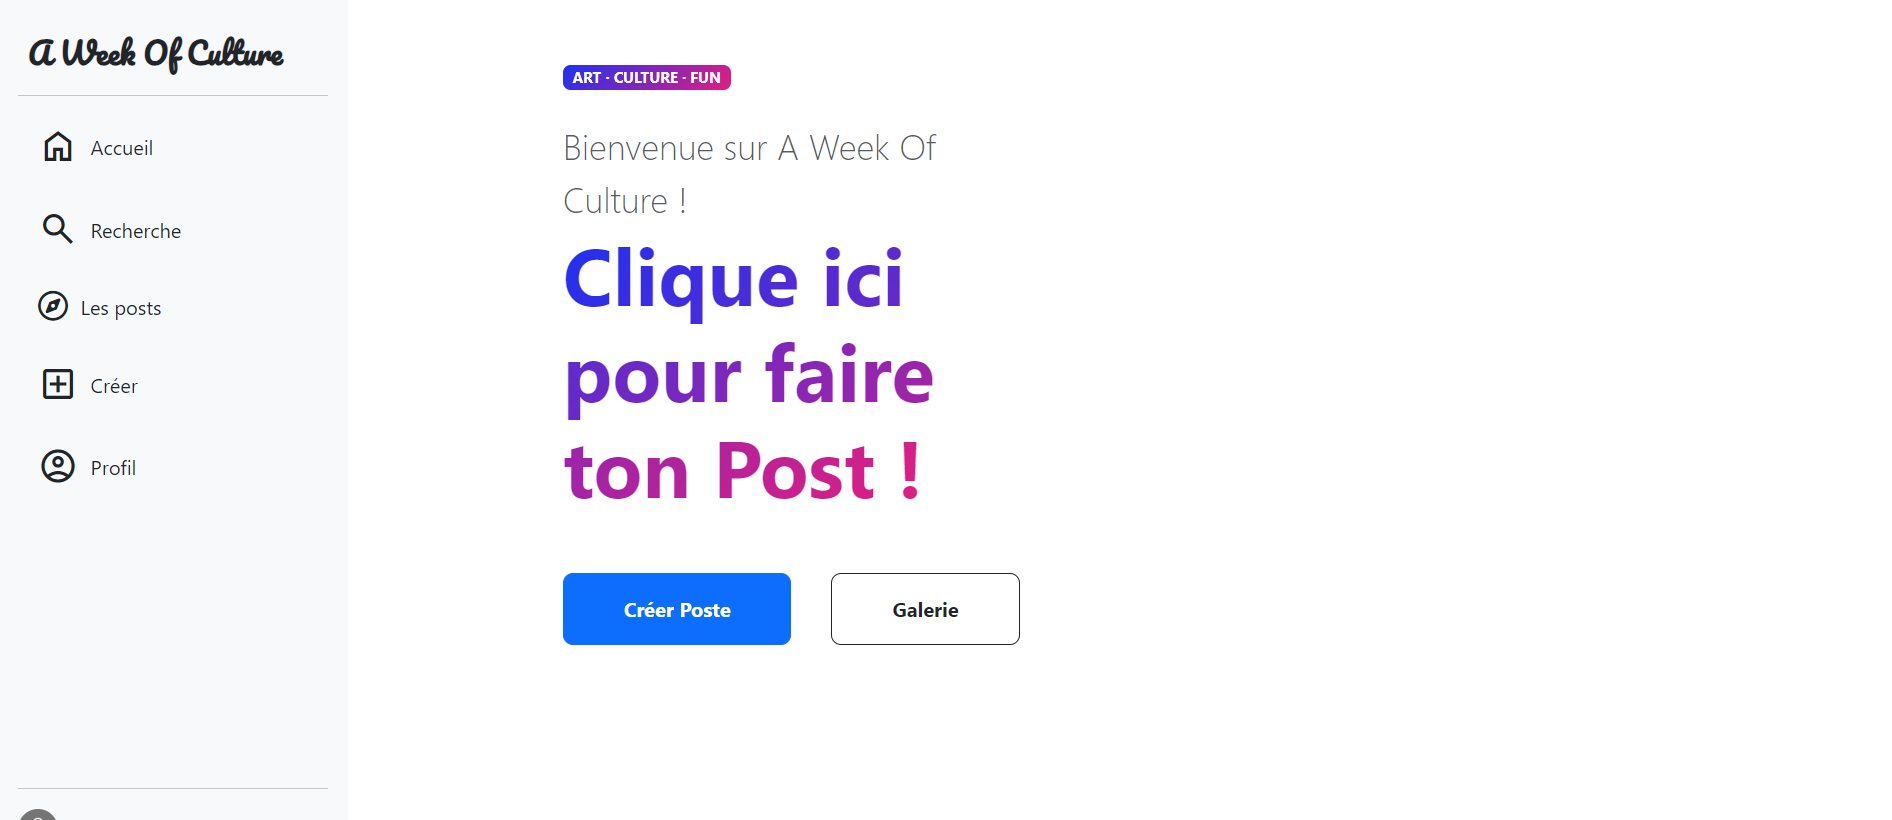 A Week Of Culture
Accueil
Recherche
Les posts
Créer
Profil
ART · CULTURE · FUN
Bienvenue sur A Week Of
Culture !
Clique ici
pour faire
ton Post !
Créer Poste
Galerie